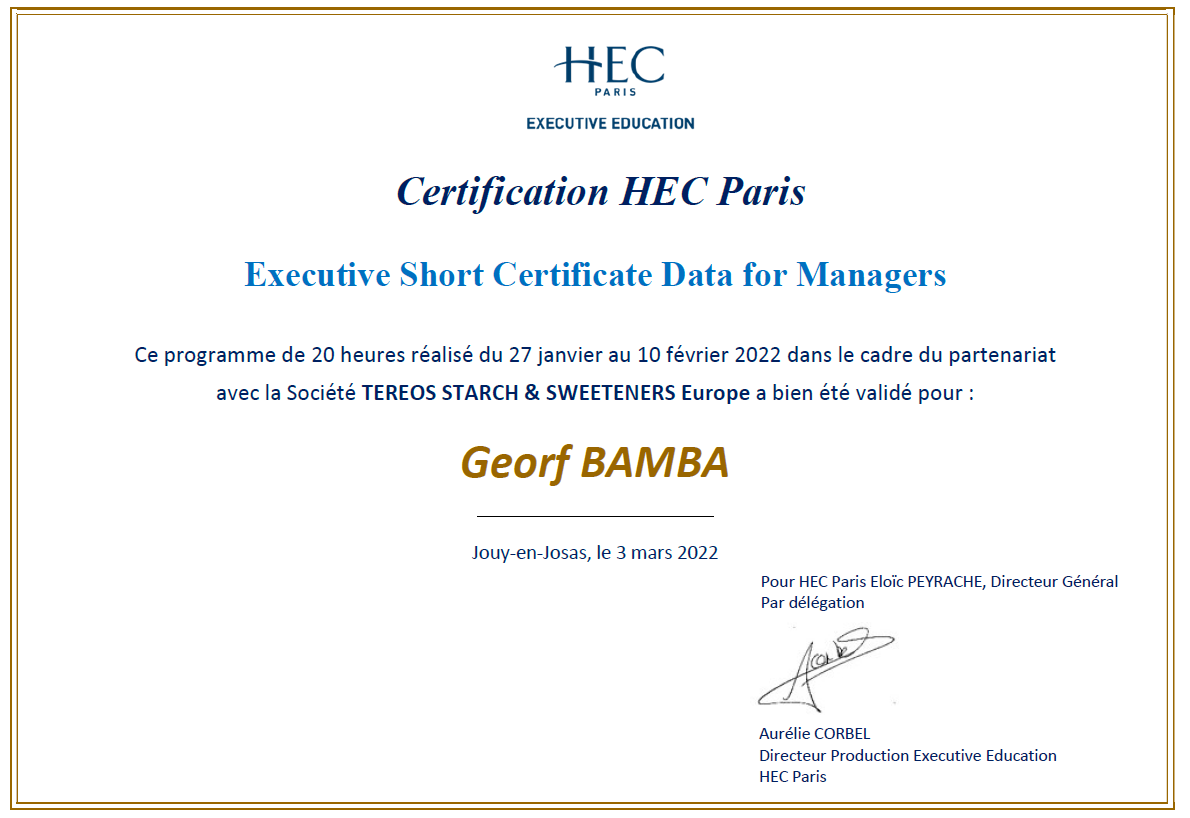 HEC
PARIS
EXECUTIVE EDUCATION
Certification HEC Paris
Executive Short Certificate Data for Managers
Ce programme de 20 heures réalisé du 27 janvier au 10 février 2022 dans le cadre du partenariat
avec la Société TEREOS STARCH & SWEETENERS Europe a bien été validé pour :
Georf BAMBA
Jouy-en-Josas, le 3 mars 2022
Pour HEC Paris Eloïc PEYRACHE, Directeur Général
Par délégation
Aurélie CORBEL
Directeur Production Executive Education
HEC Paris